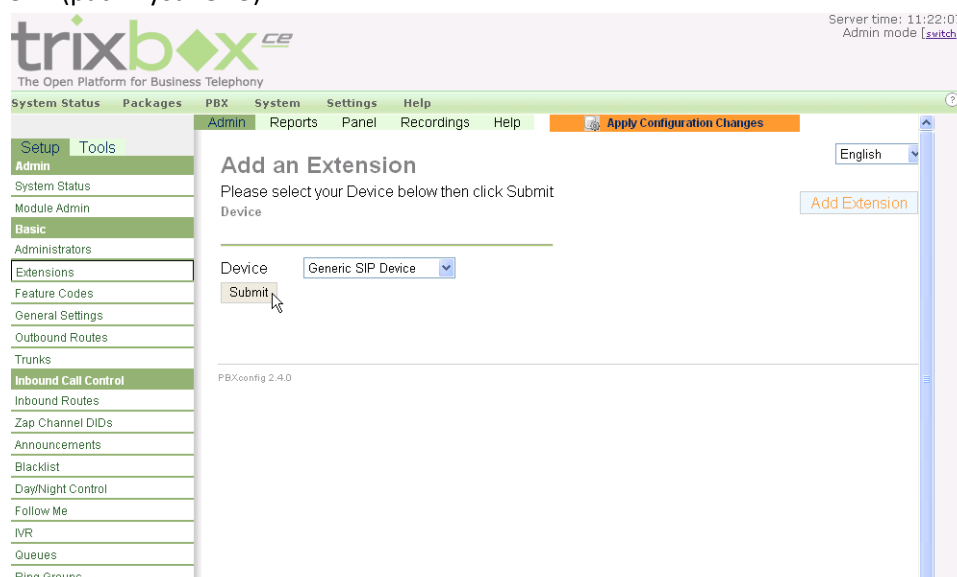 Server time: 11:22:07
Admin mode [switch
trixbox ce
The Open Platform for Business Telephony
System Status Packages PBX System Settings Help
Admin Reports Panel Recordings Help Apply Configuration Changes
English
Setup Tools
Admin
System Status
Module Admin
Basic
Administrators
Extensions
Feature Codes
General Settings
Outbound Routes
Trunks
Inbound Call Control
Inbound Routes
Zap Channel DIDs
Announcements
Blacklist
Day/Night Control
Follow Me
IVR
Queues
Ring Groups
Add an Extension
Please select your Device below then click Submit
Device
Add Extension
Device Generic SIP Device
Submit
PBXconfig 2.4.0